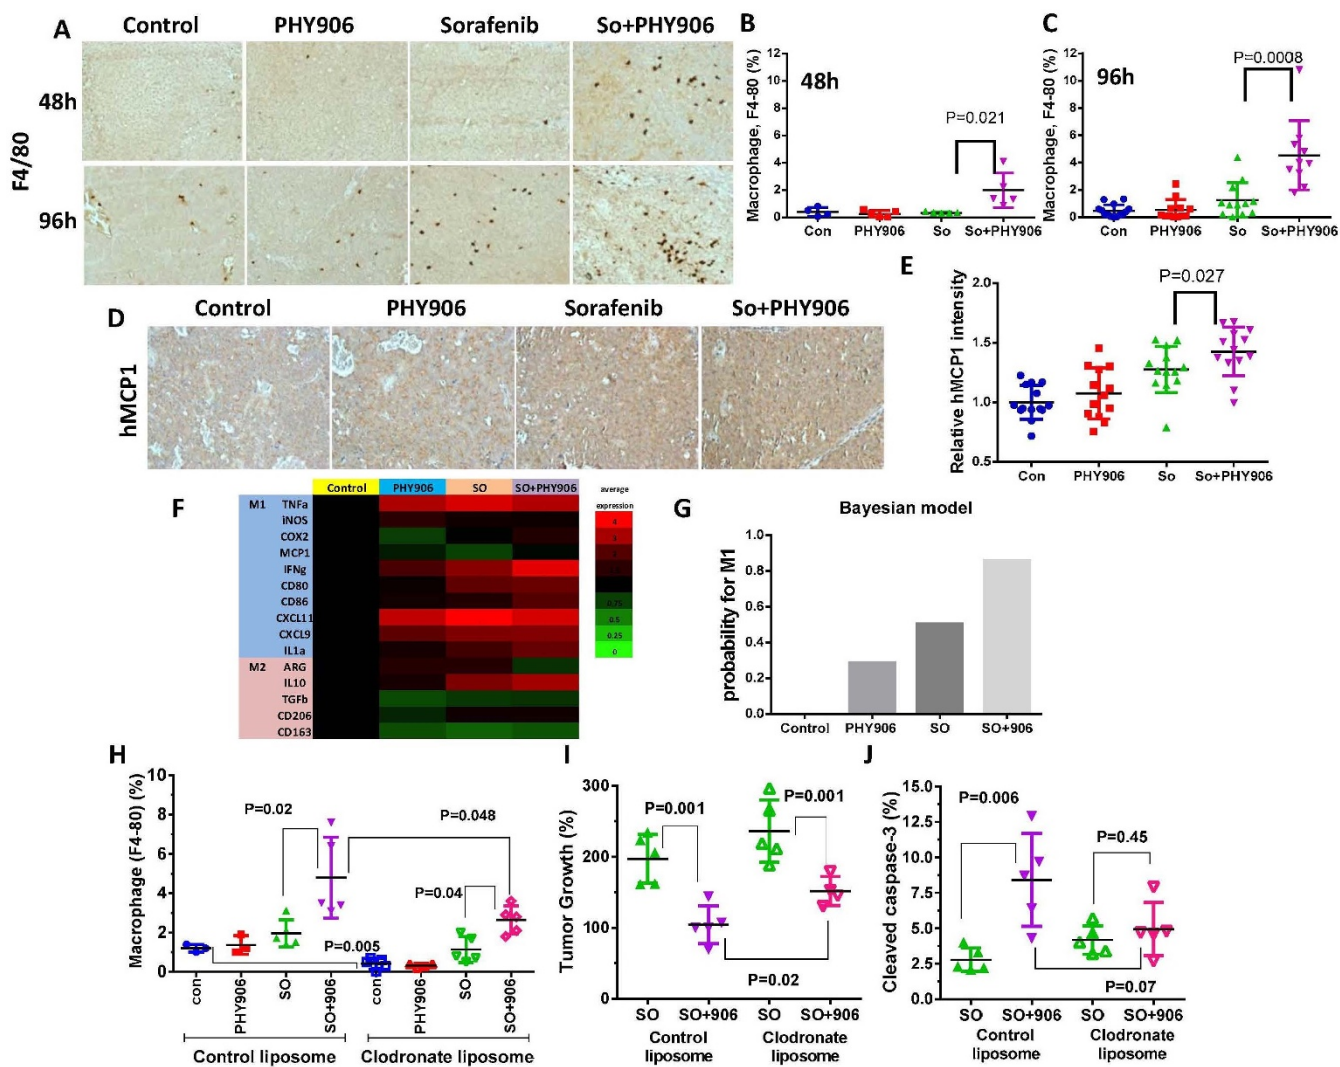 A
Control PHY906 Sorafenib So+PHY906
F4/80
48h
96h
B
Macrophage, F4-80 (%)
12
10
8
6
4
2
0
48h
P=0.021
Con PHY906 So So+PHY906
C
Macrophage, F4-80 (%)
12
10
8
6
4
2
0
96h
P=0.0008
Con PHY906 So So+PHY906
D
Control PHY906 Sorafenib So+PHY906
hMCP1
E
Relative hMCP1 intensity
2.0
1.5
1.0
0.5
P=0.027
Con PHY906 So So+PHY906
F
Control PHY906 SO SO+PHY906
M1 TNFa
iNOS
COX2
MCP1
IFNg
CD80
CD86
CXCL11
CXCL9
IL1a
M2 ARG
IL10
TGFb
CD206
CD163
average
expression
4
3
0.75
0.5
0.25
0
G
Bayesian model
probability for M1
1.0
0.8
0.6
0.4
0.2
0.0
Control PHY906 SO SO+906
H
Macrophage (F4-80) (%)
10
8
6
4
2
0
P=0.02
P=0.048
P=0.04
P=0.005
con PHY906 SO SO+906 con PHY906 SO SO+906
Control liposome Clodronate liposome
I
Tumor Growth (%)
300
200
100
0
P=0.001
P=0.001
P=0.02
SO SO+906 SO SO+906
Control Clodronate
liposome liposome
J
Cleaved caspase-3 (%)
15.0
12.5
10.0
7.5
5.0
2.5
0.0
P=0.006
P=0.45
P=0.07
SO SO+906 SO SO+906
Control Clodronate
liposome liposome